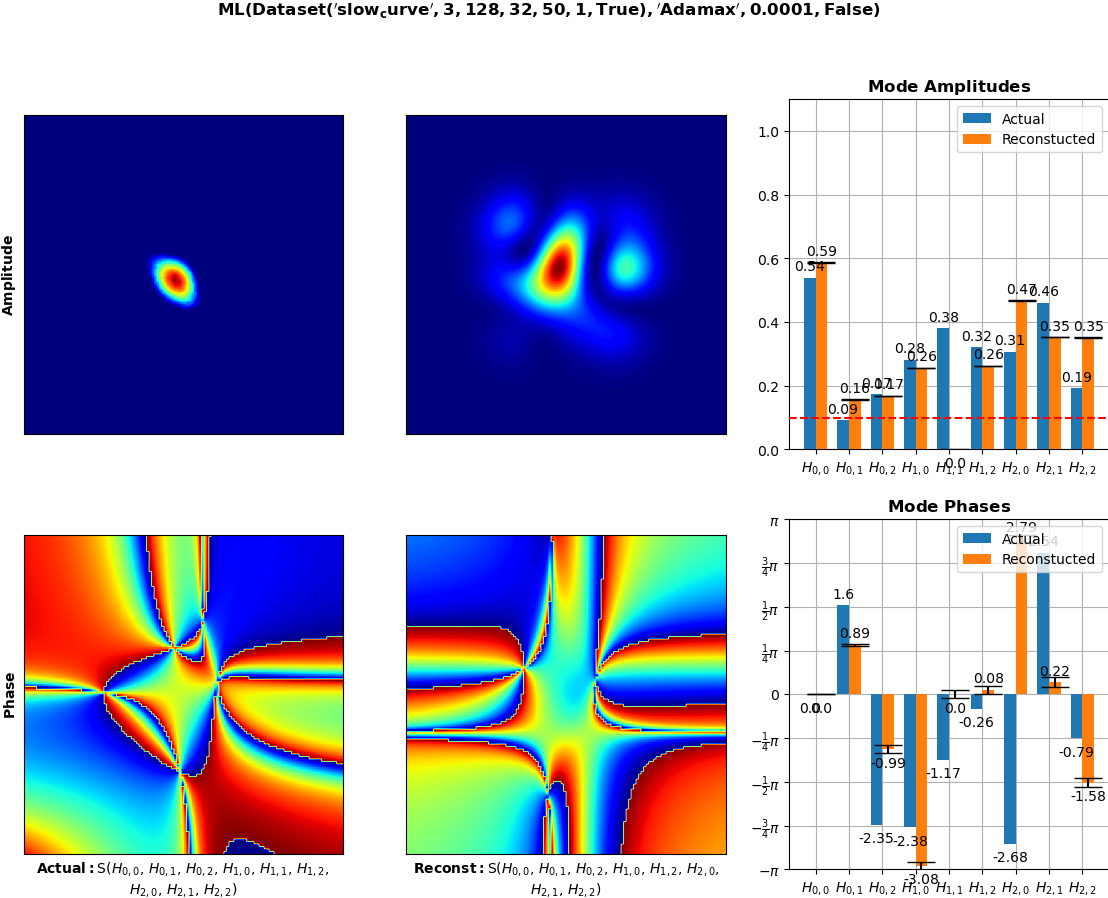 ML(Dataset('slow_curve', 3, 128, 32, 50, 1, True), 'Adamax', 0.0001, False)
Mode Amplitudes
Amplitude
1.0
0.8
0.6
0.4
0.2
0.0
Actual
Reconstucted
0.54
0.59
0.09
0.16
0.17
0.17
0.28
0.26
0.38
0.0
0.32
0.26
0.31
0.47
0.46
0.35
0.19
0.35
H0,0 H0,1 H0,2 H1,0 H1,1 H1,2 H2,0 H2,1 H2,2
Mode Phases
Phase
π
3/4π
1/2π
1/4π
0
−1/4π
−1/2π
−3/4π
−π
Actual
Reconstucted
0.0
0.0
1.6
0.89
-2.35
-0.99
-2.38
-3.08
-1.17
0.0
-0.26
0.08
-2.68
2.79
0.22
-0.79
-1.58
H0,0 H0,1 H0,2 H1,0 H1,1 H1,2 H2,0 H2,1 H2,2
Actual:S(H0,0, H0,1, H0,2, H1,0, H1,1, H1,2,
H2,0, H2,1, H2,2)
Reconst:S(H0,0, H0,1, H0,2, H1,0, H1,2, H2,0,
H2,1, H2,2)